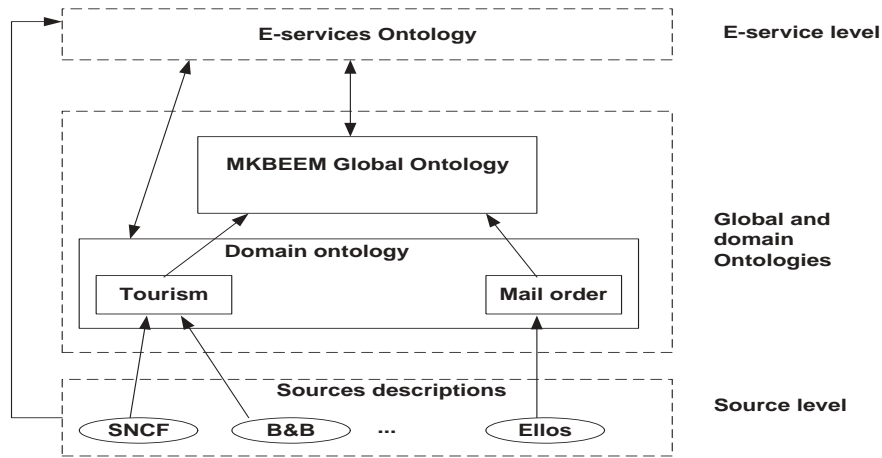 E-services Ontology
E-service level
MKBEEM Global Ontology
Global and
domain
Ontologies
Domain ontology
Tourism
Mail order
Sources descriptions
Source level
SNCF
B&B
...
Ellos